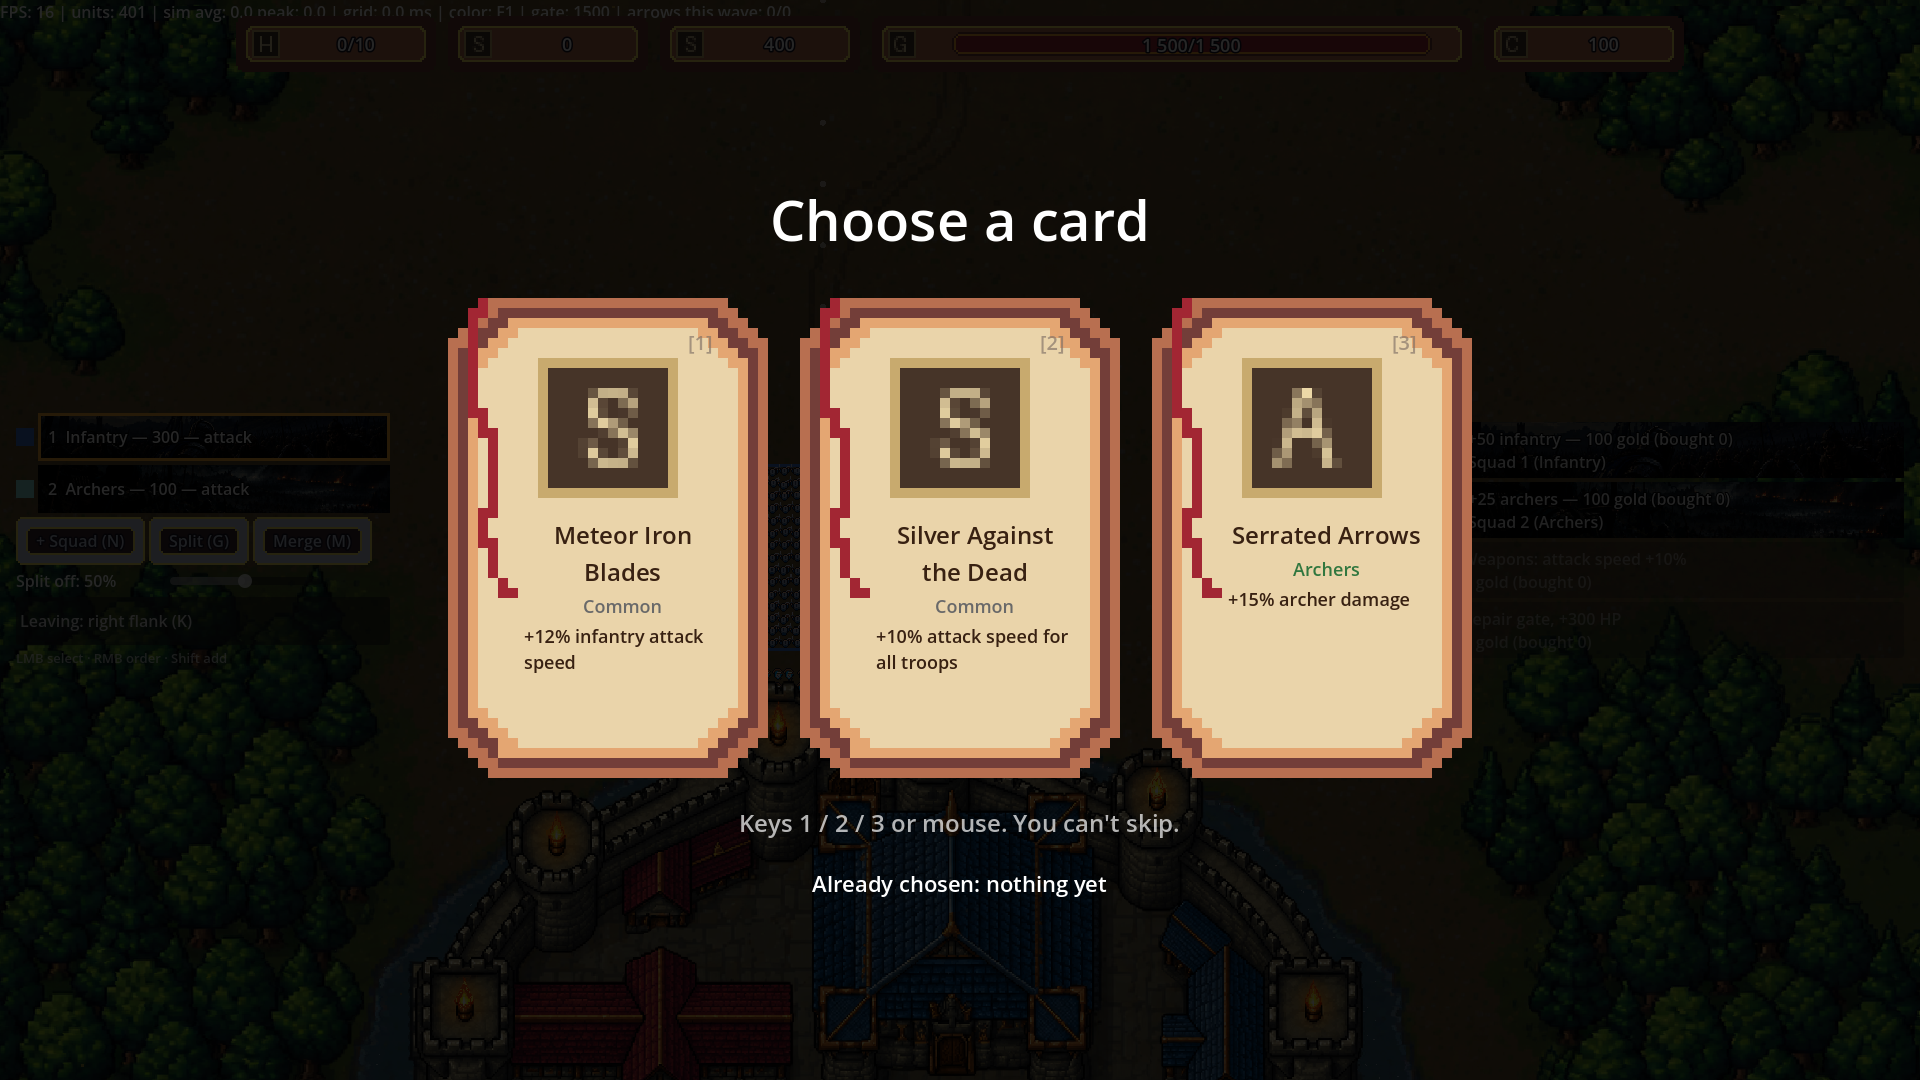 FPS: 16 | units: 401 | sim avg: 0.0 peak: 0.0 | grid: 0.0 ms | color: F1 | gate: 1500 | arrows this wave: 0/0
H 0/10
S 0
S 400
G 1 500/1 500
C 100
Choose a card
[1]
S
Meteor Iron
Blades
Common
+12% infantry attack
speed
[2]
S
Silver Against
the Dead
Common
+10% attack speed for
all troops
[3]
A
Serrated Arrows
Archers
+15% archer damage
1 Infantry — 300 — attack
2 Archers — 100 — attack
+ Squad (N)
Split (G)
Merge (M)
Split off: 50%
Leaving: right flank (K)
LMB select · RMB order · Shift add
+50 infantry — 100 gold (bought 0)
Squad 1 (Infantry)
+25 archers — 100 gold (bought 0)
Squad 2 (Archers)
attack speed +10%
gold (bought 0)
gate, +300 HP
gold (bought 0)
Keys 1 / 2 / 3 or mouse. You can't skip.
Already chosen: nothing yet